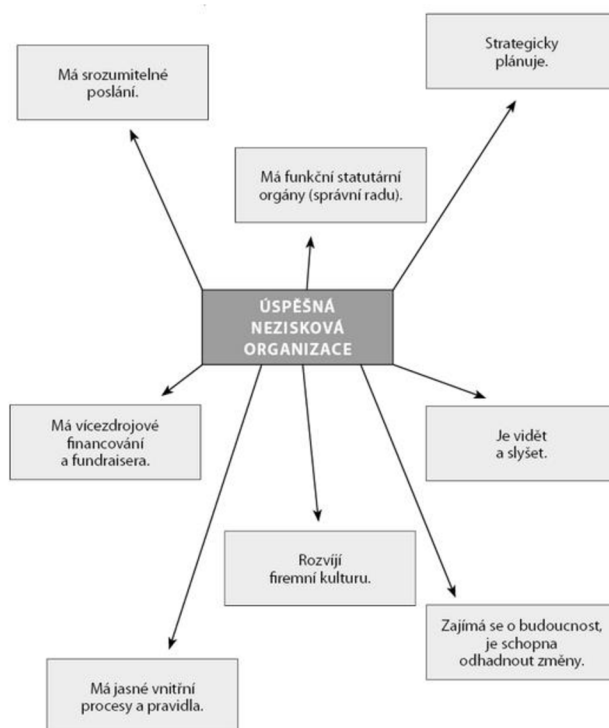 Strategicky
plánuje.
Má srozumitelné
poslání.
Má funkční statutární
orgány (správní radu).
ÚSPĚŠNÁ
NEZISKOVÁ
ORGANIZACE
Má vícezdrojové
financování
a fundraisera.
Je vidět
a slyšet.
Rozvíjí
firemní kulturu.
Zajímá se o budoucnost,
je schopna
odhadnout změny.
Má jasné vnitřní
procesy a pravidla.